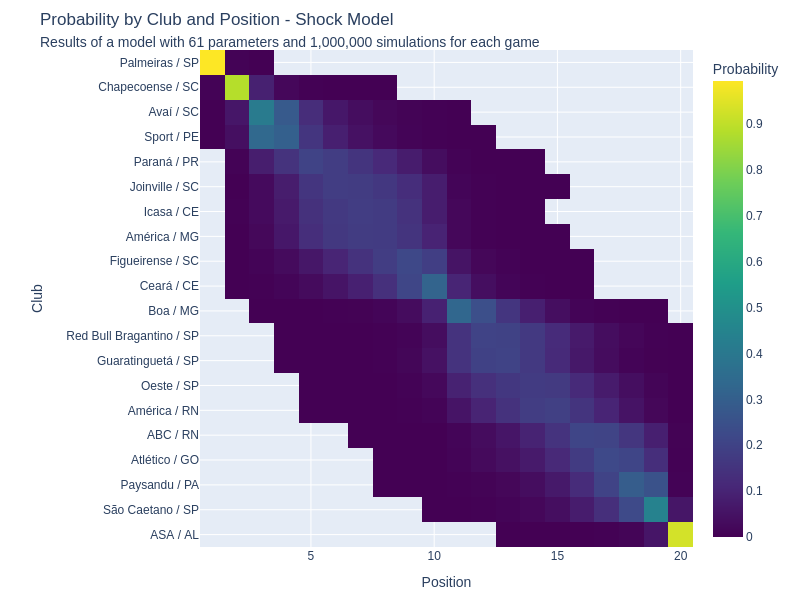 Probability by Club and Position - Shock Model
Results of a model with 61 parameters and 1,000,000 simulations for each game
Probability
Club
Palmeiras / SP
Chapecoense / SC
Avaí / SC
Sport / PE
Paraná / PR
Joinville / SC
Icasa / CE
América / MG
Figueirense / SC
Ceará / CE
Boa / MG
Red Bull Bragantino / SP
Guaratinguetá / SP
Oeste / SP
América / RN
ABC / RN
Atlético / GO
Paysandu / PA
São Caetano / SP
ASA / AL
5
10
15
20
Position
0.9
0.8
0.7
0.6
0.5
0.4
0.3
0.2
0.1
0